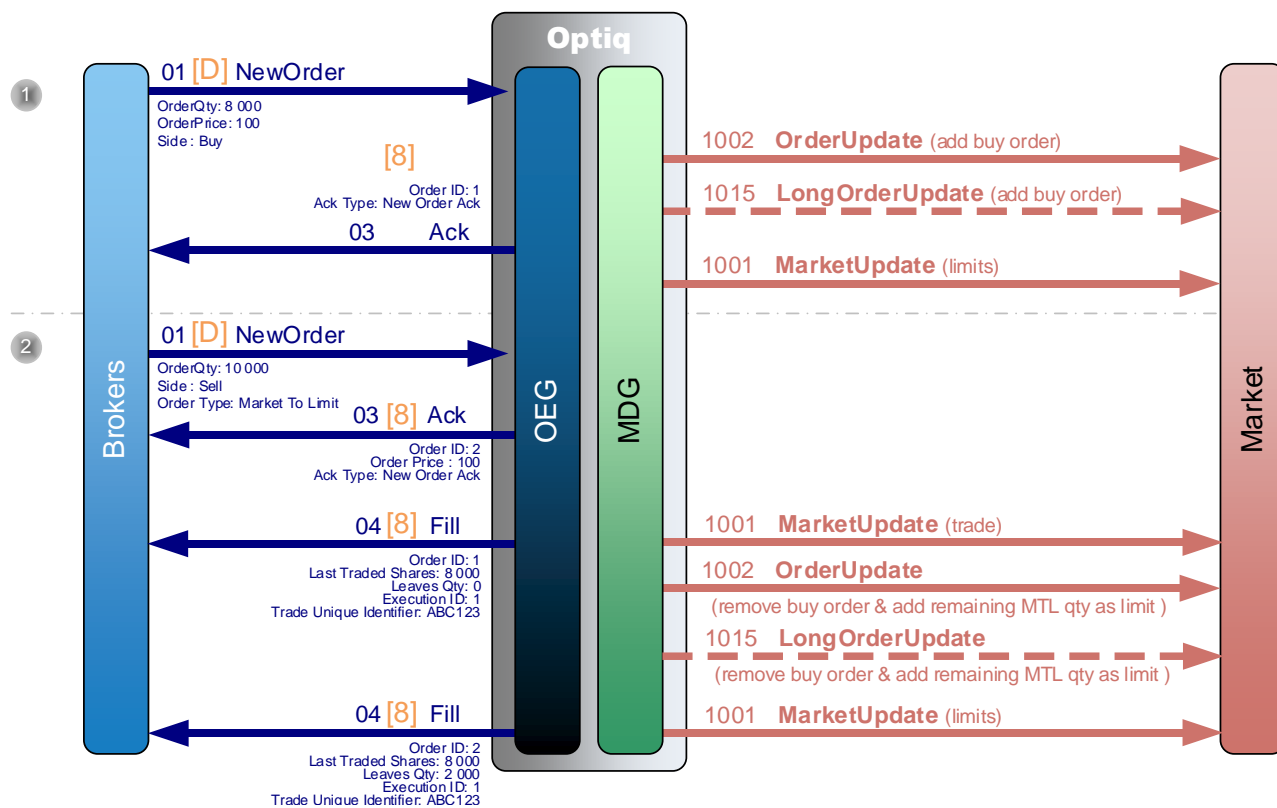 Optiq
1
01 [D] NewOrder
OrderQty: 8 000
OrderPrice: 100
Side : Buy
[8]
Order ID: 1
Ack Type: New Order Ack
03 Ack
1002 OrderUpdate (add buy order)
1015 LongOrderUpdate (add buy order)
1001 MarketUpdate (limits)
2
01 [D] NewOrder
OrderQty: 10 000
Side : Sell
Order Type: Market To Limit
03 [8] Ack
Order ID: 2
Order Price : 100
Ack Type: New Order Ack
04 [8] Fill
Order ID: 1
Last Traded Shares: 8 000
Leaves Qty: 0
Execution ID: 1
Trade Unique Identifier: ABC123
04 [8] Fill
Order ID: 2
Last Traded Shares: 8 000
Leaves Qty: 2 000
Execution ID: 1
Trade Unique Identifier: ABC123
1001 MarketUpdate (trade)
1002 OrderUpdate
(remove buy order & add remaining MTL qty as limit )
1015 LongOrderUpdate
(remove buy order & add remaining MTL qty as limit )
1001 MarketUpdate (limits)
Brokers
OEG
MDG
Market